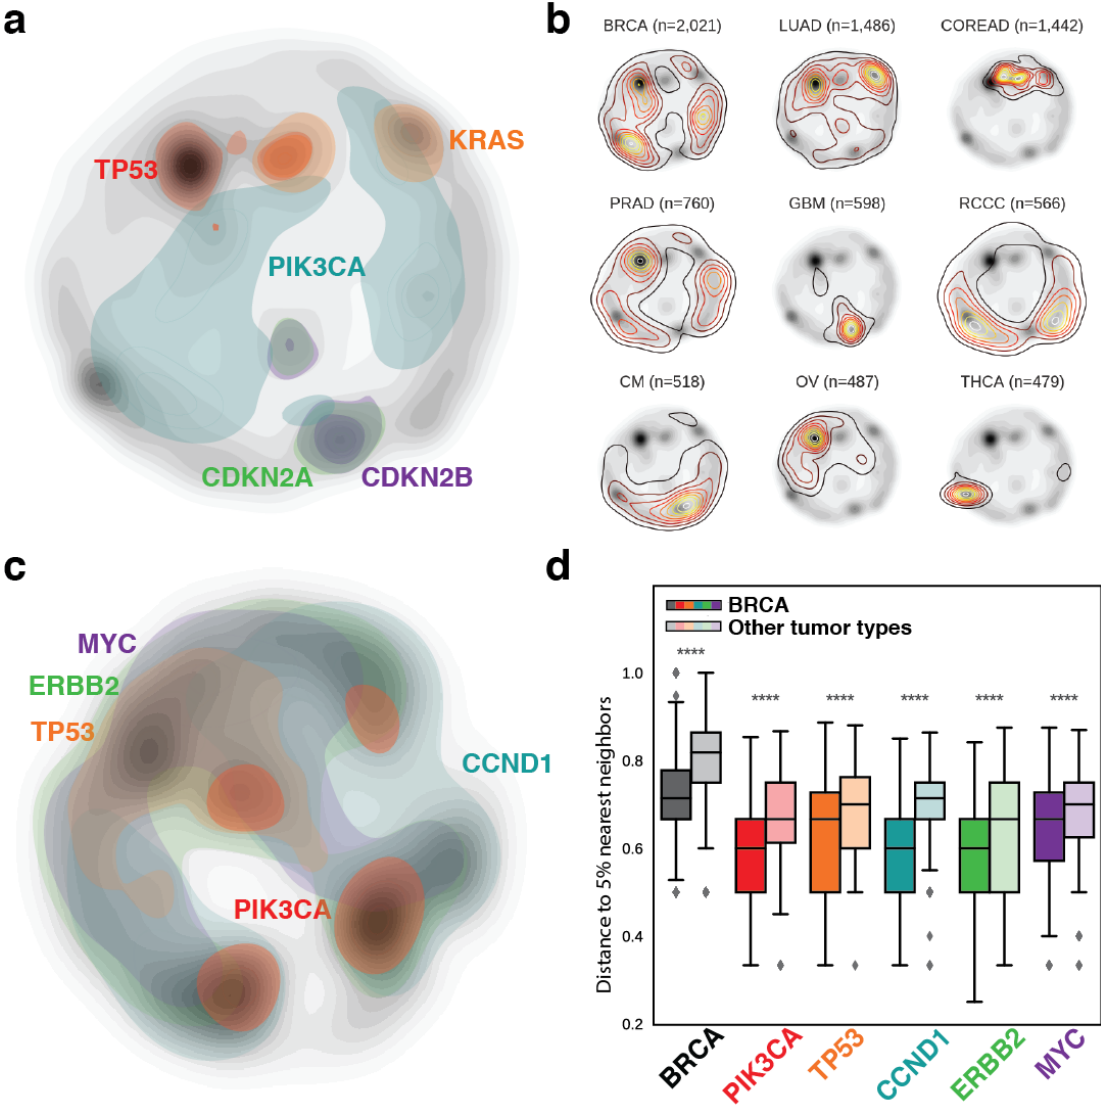 a
TP53
KRAS
PIK3CA
CDKN2A
CDKN2B
b
BRCA (n=2,021)
LUAD (n=1,486)
COREAD (n=1,442)
PRAD (n=760)
GBM (n=598)
RCCC (n=566)
CM (n=518)
OV (n=487)
THCA (n=479)
c
MYC
ERBB2
TP53
CCND1
PIK3CA
d
BRCA
Other tumor types
****
**** **** **** **** ****
Distance to 5% nearest neighbors
1.0
0.8
0.6
0.4
0.2
BRCA
PIK3CA
TP53
CCND1
ERBB2
MYC